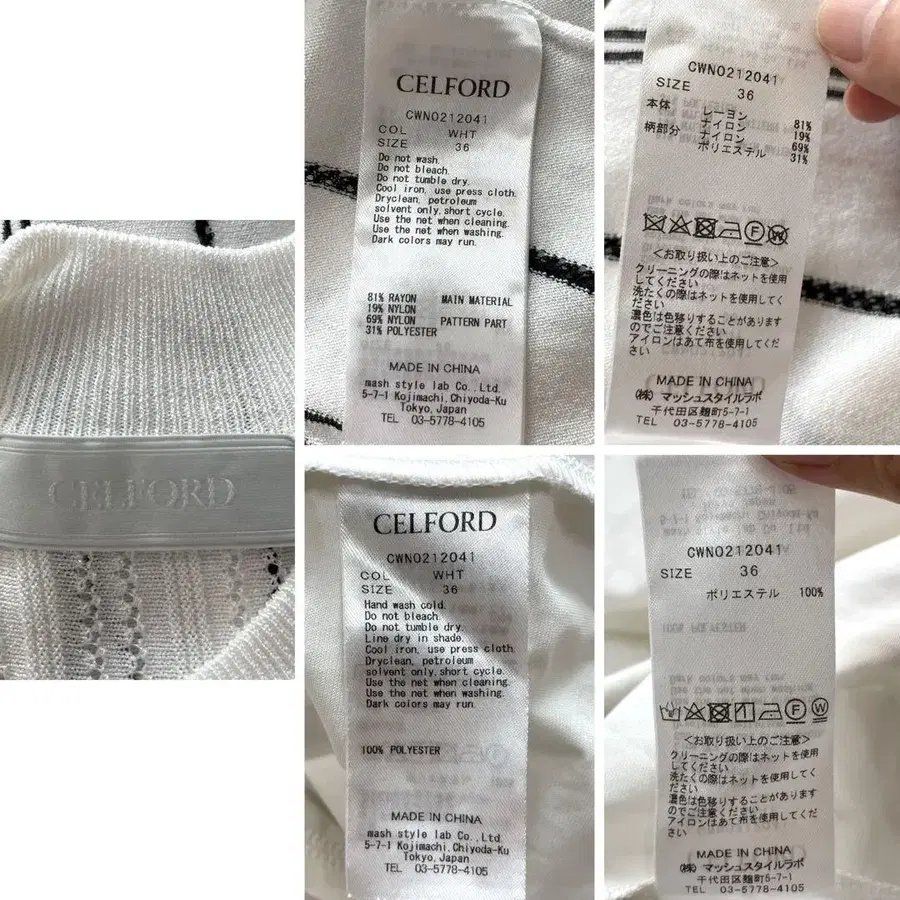 CELFORD
CELFORD
CWNO212041
COL WHT
SIZE 36
Do not wash.
Do not bleach.
Do not tumble dry.
Cool iron, use press cloth.
Dryclean, petroleum
solvent only, short cycle.
Use the net when cleaning.
Use the net when washing.
Dark colors may run.
81% RAYON MAIN MATERIAL
19% NYLON
69% NYLON PATTERN PART
31% POLYESTER
MADE IN CHINA
mash style lab Co., Ltd.
5-7-1 Kojimachi, Chiyoda-Ku
Tokyo, Japan
TEL 03-5778-4105
CWNO212041
SIZE 36
本体 レーヨン 81%
ナイロン 19%
柄部分 ナイロン 69%
ポリエステル 31%
<お取り扱い上のご注意>
クリーニングの際はネットを使用
してください
洗たくの際はネットを使用してく
ださい
濃色は色移りすることがあります
のでご注意ください
アイロンはあて布を使用してくだ
さい
MADE IN CHINA
(株) マッシュスタイルラボ
千代田区麹町5-7-1
TEL 03-5778-4105
CELFORD
CWNO212041
COL WHT
SIZE 36
Hand wash cold.
Do not bleach.
Do not tumble dry.
Line dry in shade.
Cool iron, use press cloth.
Dryclean, petroleum
solvent only, short cycle.
Use the net when cleaning.
Use the net when washing.
Dark colors may run.
100% POLYESTER
MADE IN CHINA
mash style lab Co., Ltd.
5-7-1 Kojimachi, Chiyoda-Ku
Tokyo, Japan
TEL 03-5778-4105
CWNO212041
SIZE 36
ポリエステル 100%
<お取り扱い上のご注意>
クリーニングの際はネットを使用
してください
洗たくの際はネットを使用してく
ださい
濃色は色移りすることがあります
のでご注意ください
アイロンはあて布を使用してくだ
さい
MADE IN CHINA
(株) マッシュスタイルラボ
千代田区麹町5-7-1
TEL 03-5778-4105